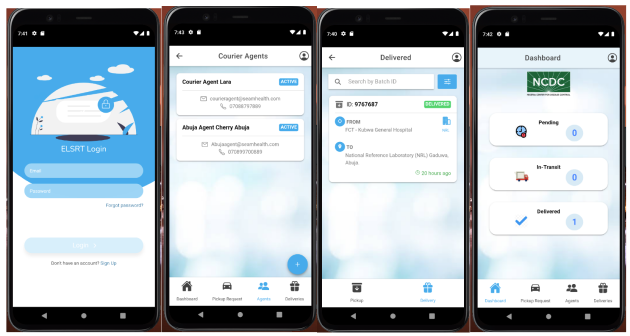 7:41
ELSRT Login
Email
Password
Forgot password?
Login
Don't have an account? Sign Up
7:43
Courier Agents
Courier Agent Lara
ACTIVE
courieragent@axamhealth.com
07086797869
Abuja Agent Cherry Abuja
ACTIVE
Abujaagent@axamhealth.com
070899700889
Dashboard
Pickup Request
Agents
Deliveries
7:40
Delivered
Search by Batch ID
ID: 9767687
DELIVERED
FROM
FCT - Kubwa General Hospital
TO
National Reference Laboratory (NRL) Gaduwa,
Abuja
20 hours ago
Pickup
Delivery
7:42
Dashboard
NCDC
Pending
0
In-Transit
0
Delivered
1
Dashboard
Pickup Request
Agents
Deliveries